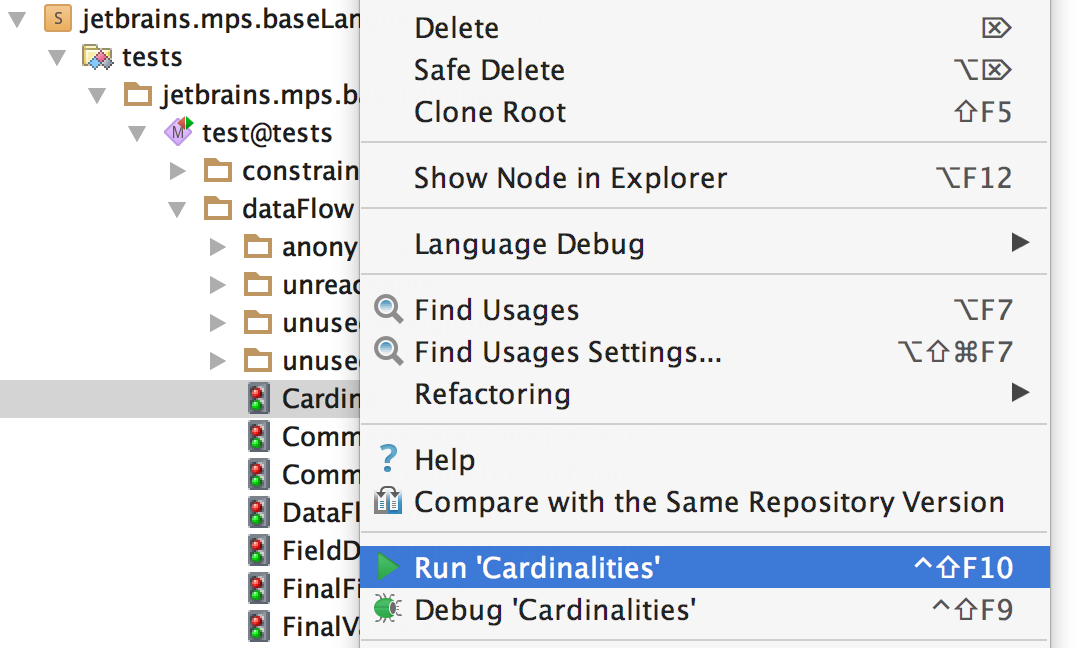 S jetbrains.mps.baseLan
tests
jetbrains.mps.b
M test@tests
constrain
dataFlow
anony
unreac
unuse
unuse
Cardin
Comm
Comm
DataFl
FieldD
FinalFi
FinalVa
Delete ⌦
Safe Delete ⌥⌦
Clone Root ⇧F5
Show Node in Explorer ⌥F12
Language Debug ▶
Find Usages ⌥F7
Find Usages Settings... ⌥⇧⌘F7
Refactoring ▶
? Help
Compare with the Same Repository Version
Run 'Cardinalities' ^⇧F10
Debug 'Cardinalities' ^⇧F9